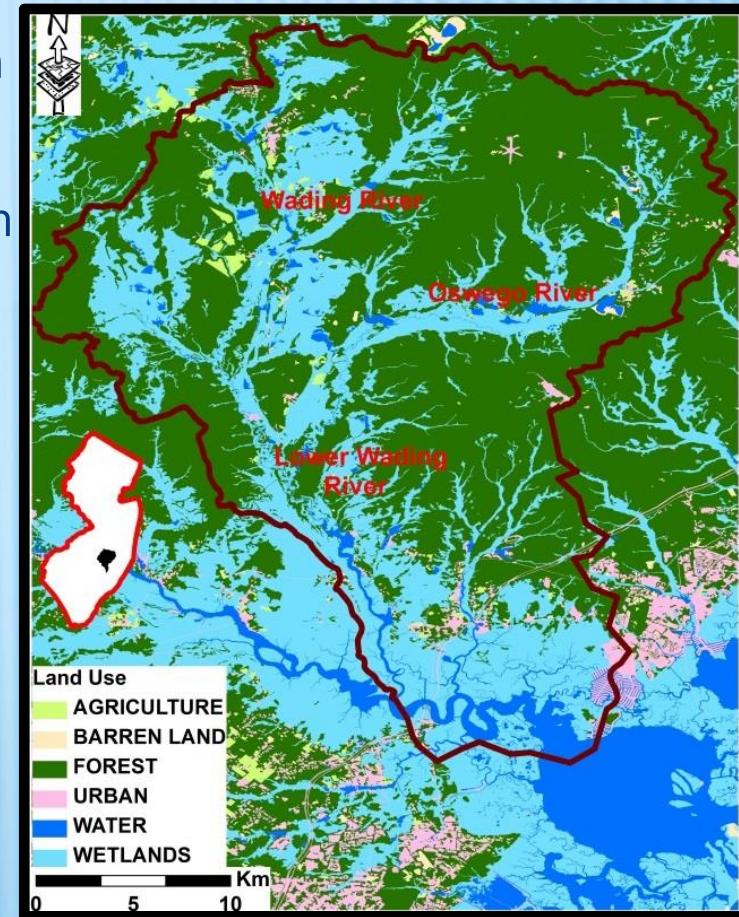 N
Wading River
Oswego River
Lower Wading
River
Land Use
AGRICULTURE
BARREN LAND
FOREST
URBAN
WATER
WETLANDS
Km
0 5 10